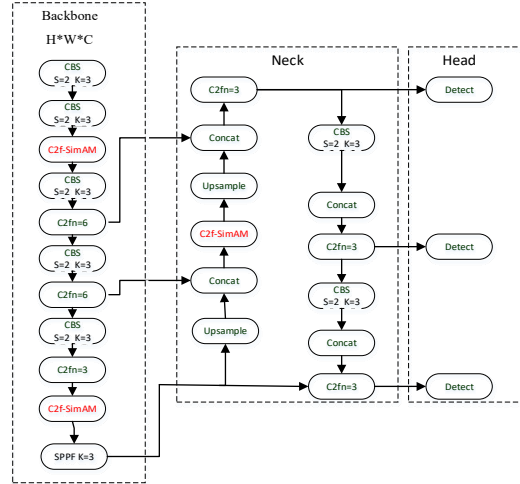 Backbone
H*W*C
CBS
S=2 K=3
CBS
S=2 K=3
C2f-SimAM
CBS
S=2 K=3
C2fn=6
CBS
S=2 K=3
C2fn=6
CBS
S=2 K=3
C2fn=3
C2f-SimAM
SPPF K=3
Neck
C2fn=3
Concat
Upsample
C2f-SimAM
Concat
Upsample
CBS
S=2 K=3
Concat
C2fn=3
CBS
S=2 K=3
Concat
C2fn=3
Head
Detect
Detect
Detect